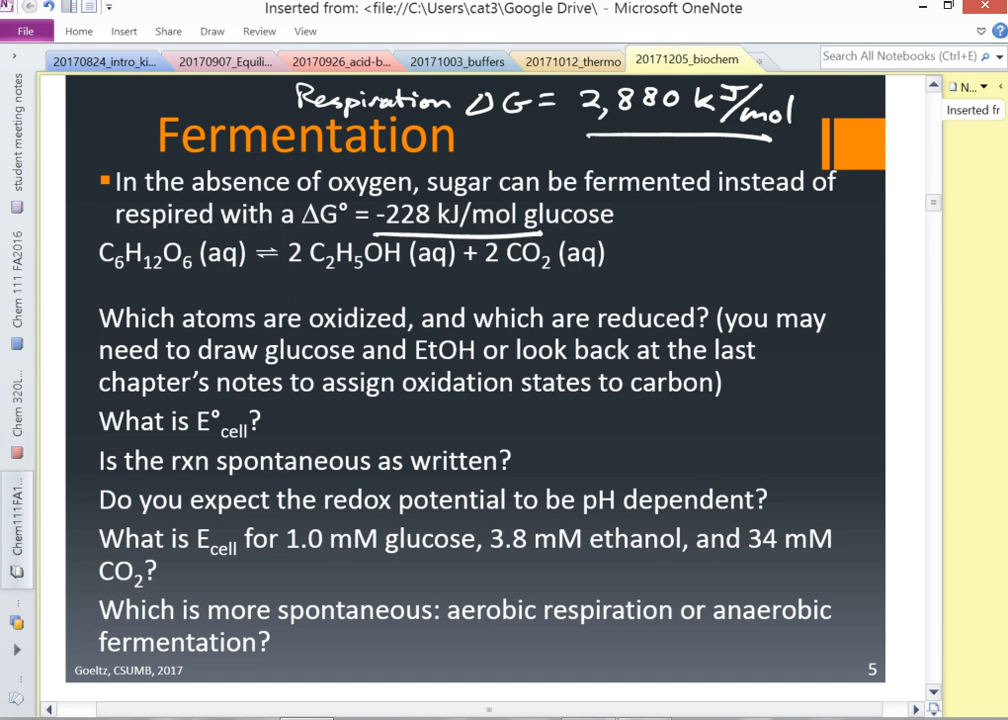 Inserted from: <file://C:\Users\cat3\Google Drive\ - Microsoft OneNote
File Home Insert Share Draw Review View
20170824_intro_ki... 20170907_Equili... 20170926_acid-b... 20171003_buffers 20171012_thermo 20171205_biochem
Search All Notebooks (Ctrl+E)
N...
Inserted fr
student meeting notes
Chem 111 FA2016
Chem 320L...
Chem111FA1...
Respiration ΔG = 2,880 kJ/mol
Fermentation
In the absence of oxygen, sugar can be fermented instead of
respired with a ΔG° = -228 kJ/mol glucose
C₆H₁₂O₆ (aq) ⇌ 2 C₂H₅OH (aq) + 2 CO₂ (aq)
Which atoms are oxidized, and which are reduced? (you may
need to draw glucose and EtOH or look back at the last
chapter's notes to assign oxidation states to carbon)
What is E°cell?
Is the rxn spontaneous as written?
Do you expect the redox potential to be pH dependent?
What is Ecell for 1.0 mM glucose, 3.8 mM ethanol, and 34 mM
CO₂?
Which is more spontaneous: aerobic respiration or anaerobic
fermentation?
Goeltz, CSUMB, 2017
5